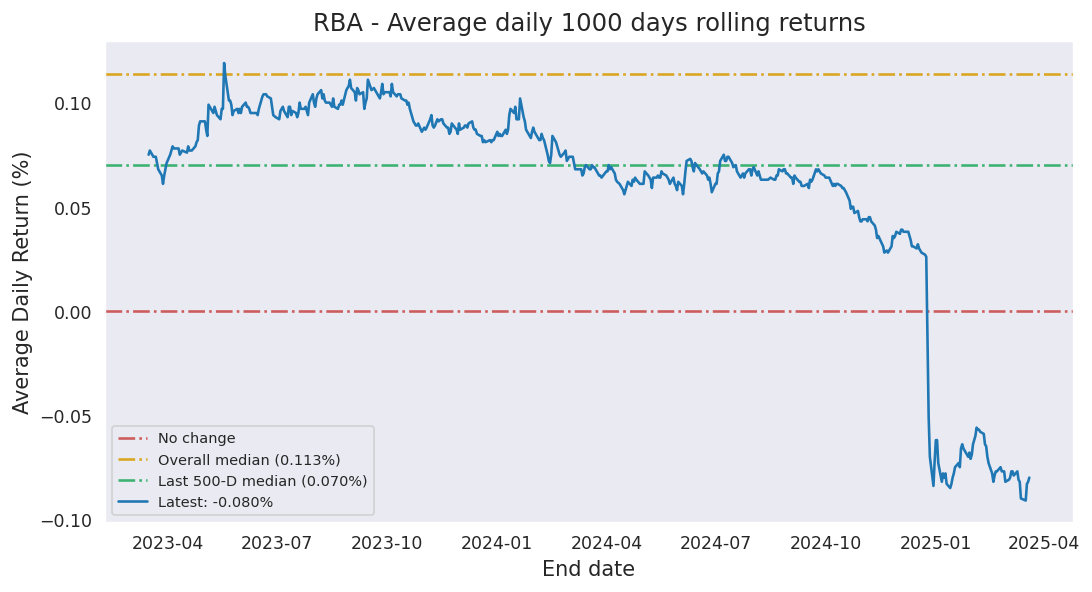 RBA - Average daily 1000 days rolling returns
Average Daily Return (%)
0.10
0.05
0.00
−0.05
−0.10
No change
Overall median (0.113%)
Last 500-D median (0.070%)
Latest: -0.080%
2023-04 2023-07 2023-10 2024-01 2024-04 2024-07 2024-10 2025-01 2025-04
End date